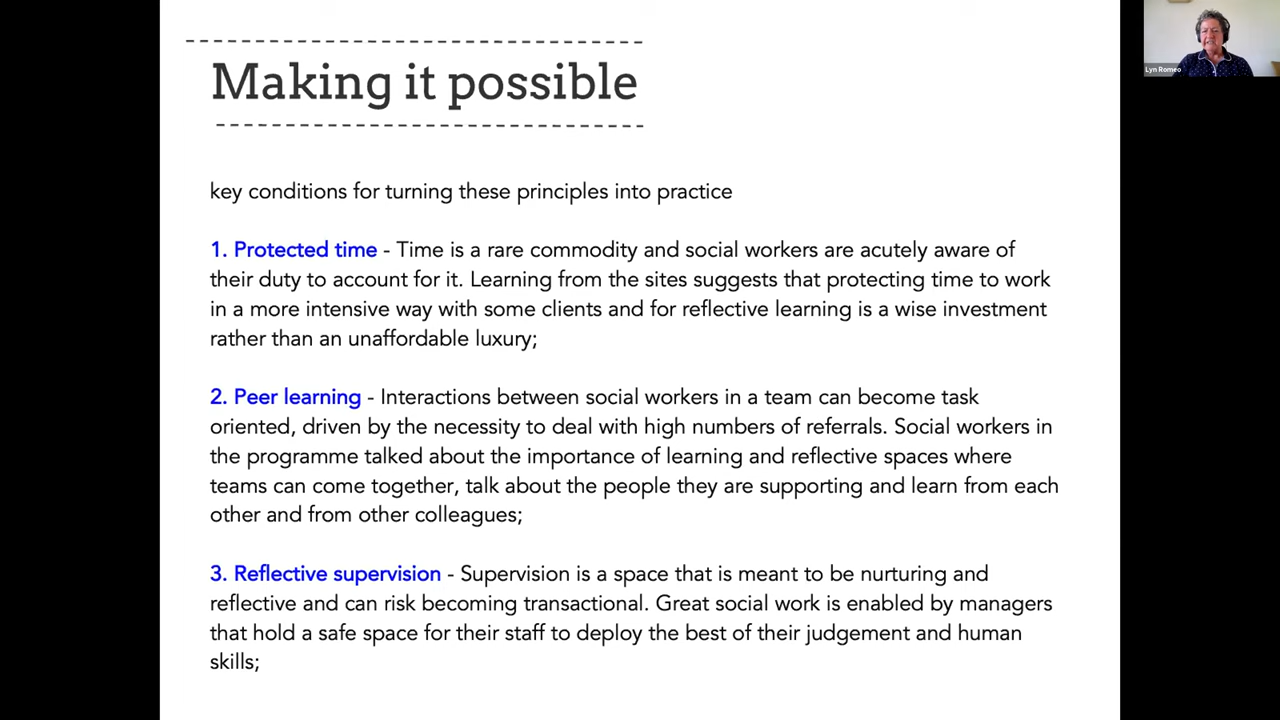 Making it possible
key conditions for turning these principles into practice
1. Protected time - Time is a rare commodity and social workers are acutely aware of
their duty to account for it. Learning from the sites suggests that protecting time to work
in a more intensive way with some clients and for reflective learning is a wise investment
rather than an unaffordable luxury;
2. Peer learning - Interactions between social workers in a team can become task
oriented, driven by the necessity to deal with high numbers of referrals. Social workers in
the programme talked about the importance of learning and reflective spaces where
teams can come together, talk about the people they are supporting and learn from each
other and from other colleagues;
3. Reflective supervision - Supervision is a space that is meant to be nurturing and
reflective and can risk becoming transactional. Great social work is enabled by managers
that hold a safe space for their staff to deploy the best of their judgement and human
skills;
Lyn Romeo